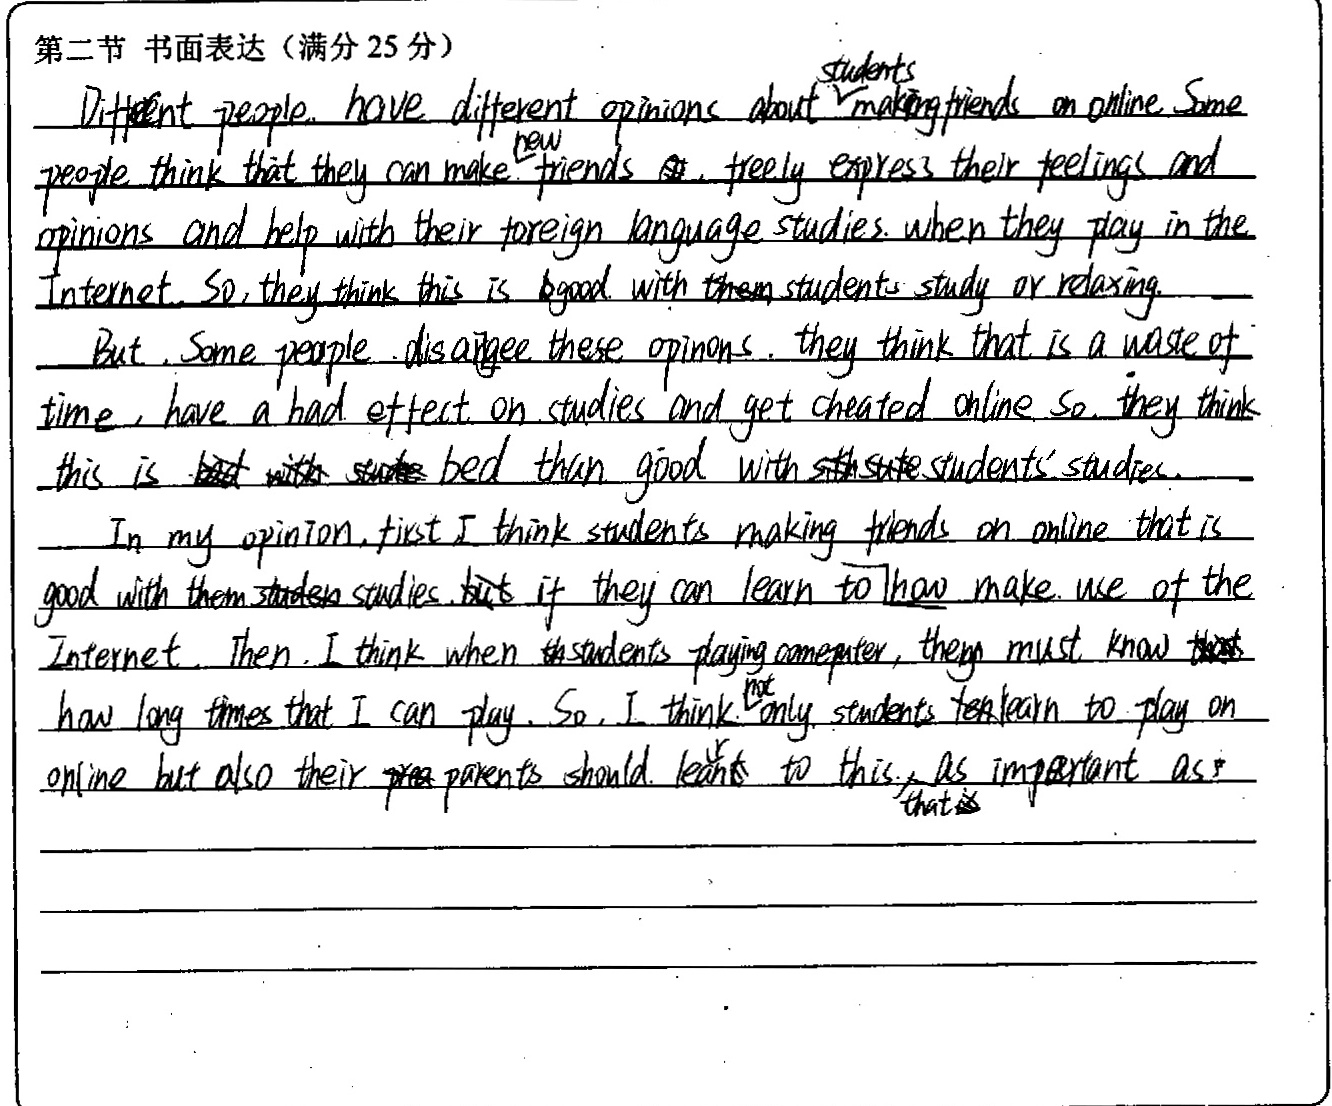 第二节 书面表达（满分 25 分）
Different people. have different opinions about students making friends on online. Some
people think that they can make new friends, freely express their feelings and
opinions and help with their foreign language studies. when they play in the
Internet. So, they think this is good with students study or relaxing.
But. Some people disargee these opinons. they think that is a waste of
time, have a bad effect on studies and get cheated online. So. they think
this is bed than good with students' studies.
In my opinion, first I think students making friends on online that is
good with studies. if they can learn to how make use of the
Internet. Then. I think when students playing comeputer, they must know
how long times that I can play. So. I think not only students learn to play on
online but also their parents should learn to this, that as important as.